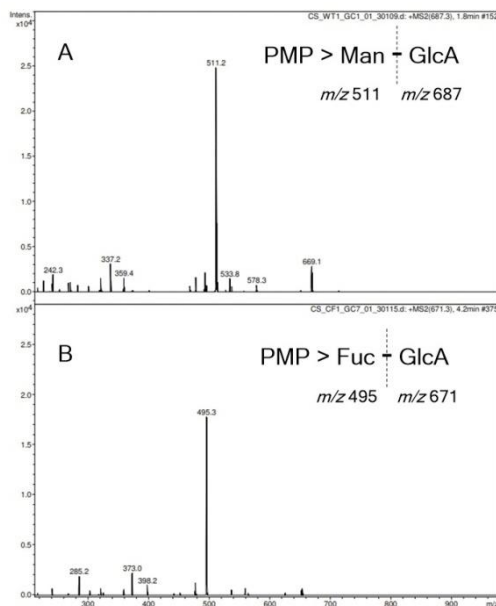 Intens.
x10⁴
CS_WT1_GC1_01_30109.d: +MS2(687.3), 1.8min #152
A
PMP > Man - GlcA
m/z 511 m/z 687
2.5
2.0
1.5
1.0
0.5
0.0
511.2
242.3
337.2
359.4
533.8
578.3
669.1
x10⁴
CS_CF1_GC7_01_30115.d: +MS2(671.3), 4.2min #375
B
PMP > Fuc - GlcA
m/z 495 m/z 671
2.5
2.0
1.5
1.0
0.5
0.0
495.3
285.2
373.0
398.2
300 400 500 600 700 800 900